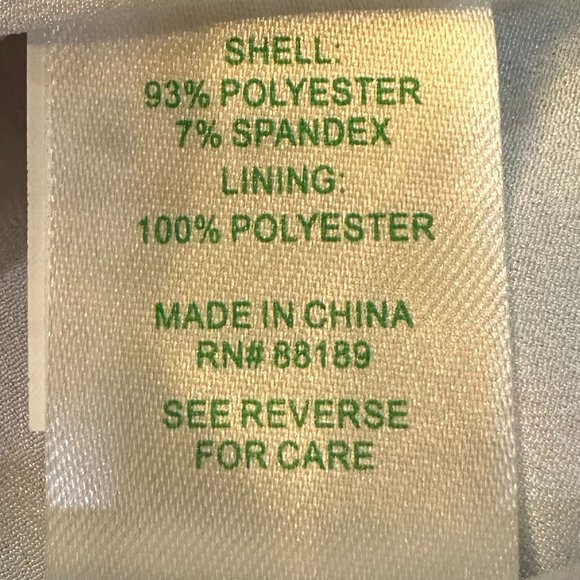 SHELL:
93% POLYESTER
7% SPANDEX
LINING:
100% POLYESTER
MADE IN CHINA
RN# 88189
SEE REVERSE
FOR CARE